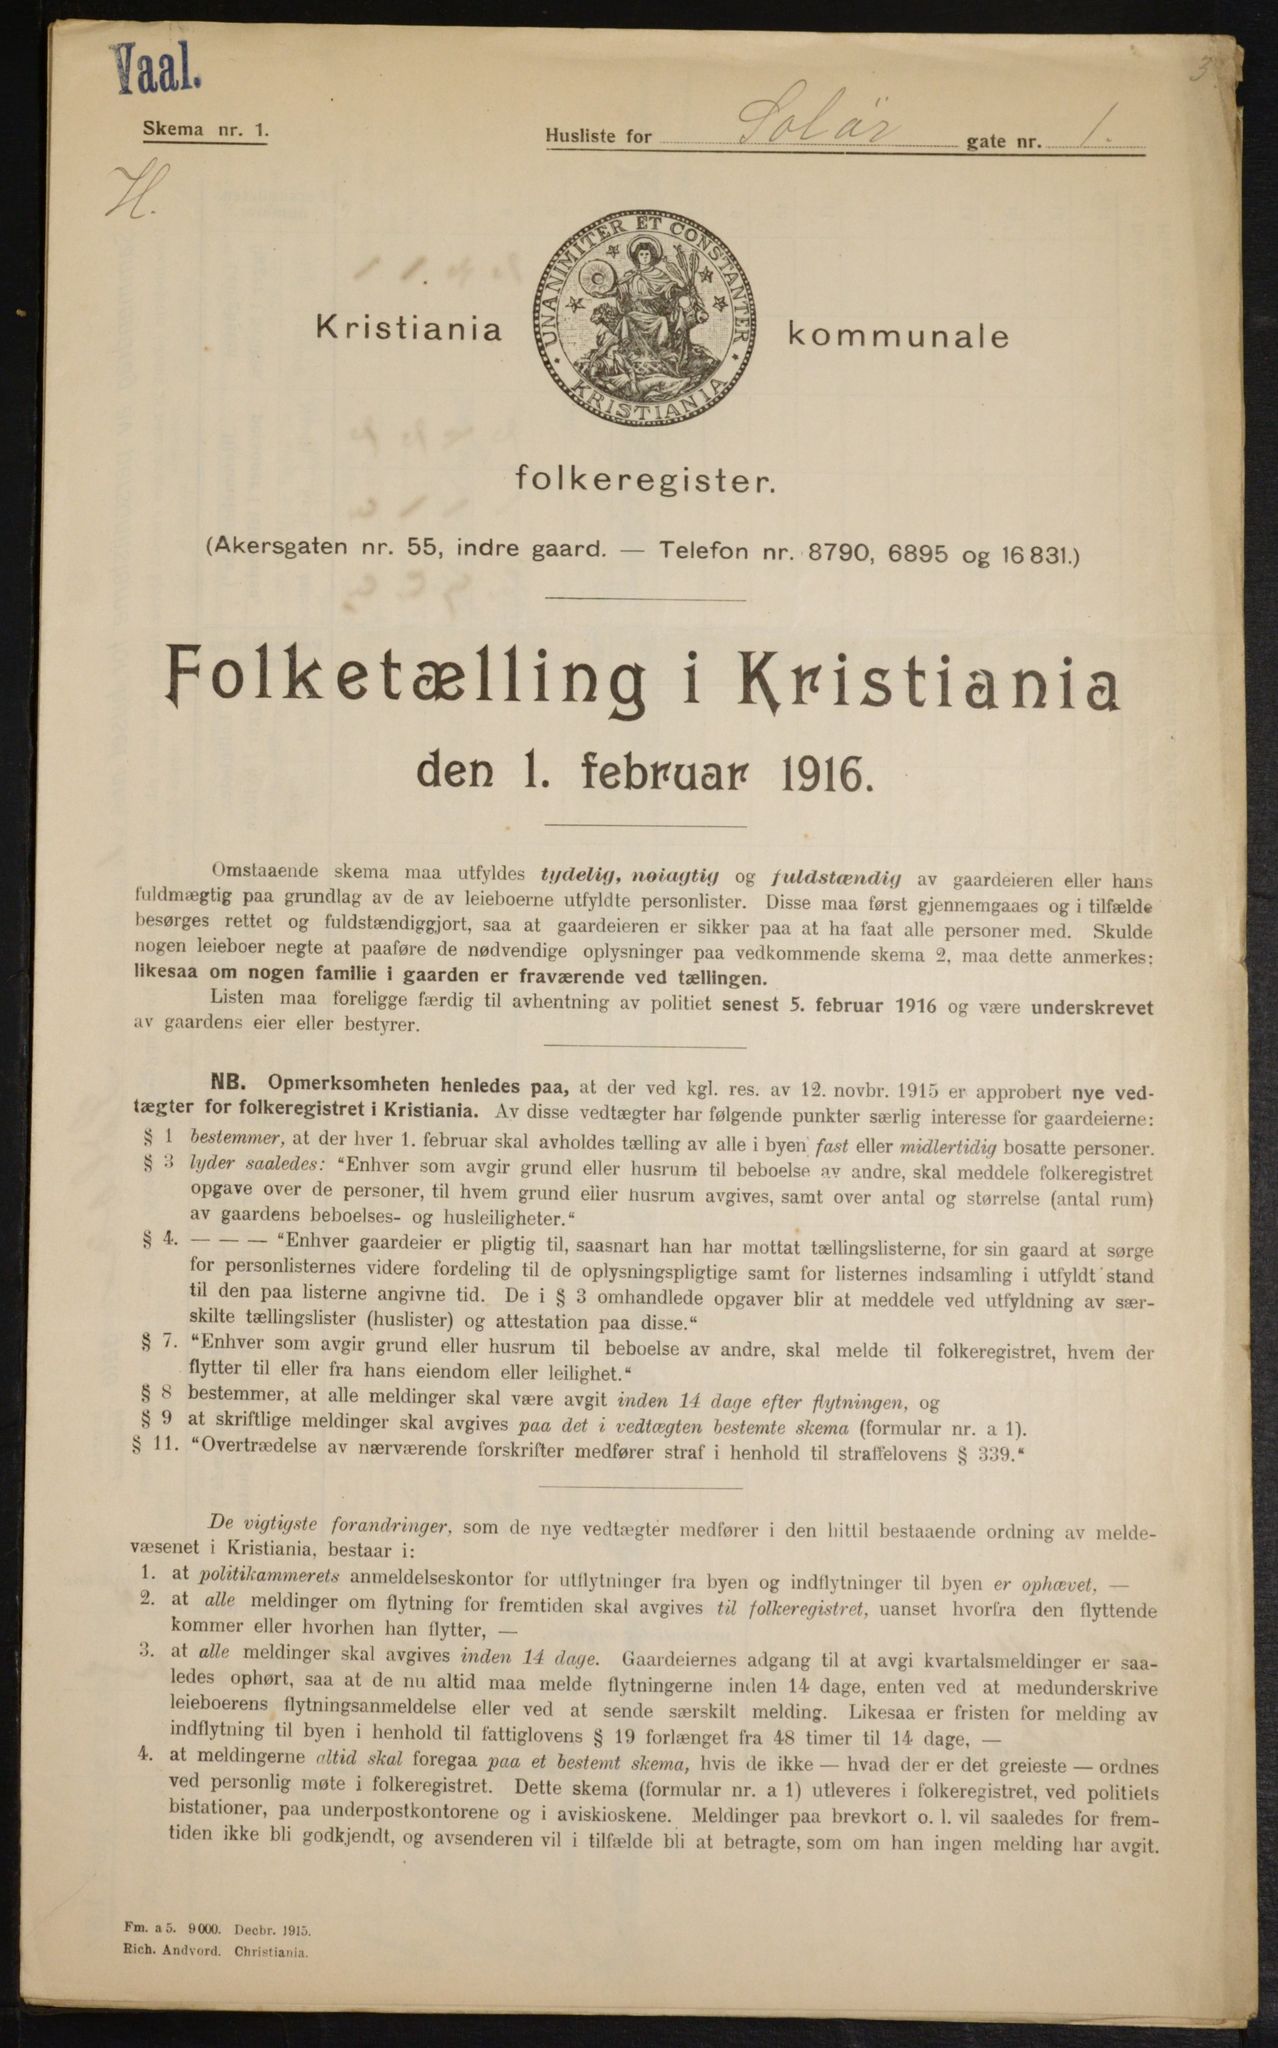 3
Vaal.
Skema nr. 1.
Husliste for Solør gate nr. 1.
H.
UNANIMITER ET CONSTANTER
KRISTIANIA
Kristiania kommunale
folkeregister.
(Akersgaten nr. 55, indre gaard. — Telefon nr. 8790, 6895 og 16 831.)
Folketælling i Kristiania
den 1. februar 1916.
Omstaaende skema maa utfyldes tydelig, nøiagtig og fuldstændig av gaardeieren eller hans
fuldmægtig paa grundlag av de av leieboerne utfyldte personlister. Disse maa først gjennemgaaes og i tilfælde
besørges rettet og fuldstændiggjort, saa at gaardeieren er sikker paa at ha faat alle personer med. Skulde
nogen leieboer negte at paaføre de nødvendige oplysninger paa vedkommende skema 2, maa dette anmerkes;
likesaa om nogen familie i gaarden er fraværende ved tællingen.
Listen maa foreligge færdig til avhentning av politiet senest 5. februar 1916 og være underskrevet
av gaardens eier eller bestyrer.
NB. Opmerksomheten henledes paa, at der ved kgl. res. av 12. novbr. 1915 er approbert nye ved-
tægter for folkeregistret i Kristiania. Av disse vedtægter har følgende punkter særlig interesse for gaardeierne:
§ 1 bestemmer, at der hver 1. februar skal avholdes tælling av alle i byen fast eller midlertidig bosatte personer.
§ 3 lyder saaledes: “Enhver som avgir grund eller husrum til beboelse av andre, skal meddele folkeregistret
opgave over de personer, til hvem grund eller husrum avgives, samt over antal og størrelse (antal rum)
av gaardens beboelses- og husleiligheter.“
§ 4. — — — “Enhver gaardeier er pligtig til, saasnart han har mottat tællingslisterne, for sin gaard at sørge
for personlisternes videre fordeling til de oplysningspligtige samt for listernes indsamling i utfyldt stand
til den paa listerne angivne tid. De i § 3 omhandlede opgaver blir at meddele ved utfyldning av sær-
skilte tællingslister (huslister) og attestation paa disse.“
§ 7. “Enhver som avgir grund eller husrum til beboelse av andre, skal melde til folkeregistret, hvem der
flytter til eller fra hans eiendom eller leilighet.“
§ 8 bestemmer, at alle meldinger skal være avgit inden 14 dage efter flytningen, og
§ 9 at skriftlige meldinger skal avgives paa det i vedtægten bestemte skema (formular nr. a 1).
§ 11. “Overtrædelse av nærværende forskrifter medfører straf i henhold til straffelovens § 339.“
De vigtigste forandringer, som de nye vedtægter medfører i den hittil bestaaende ordning av melde-
væsenet i Kristiania, bestaar i:
1. at politikammerets anmeldelseskontor for utflytninger fra byen og indflytninger til byen er ophævet, —
2. at alle meldinger om flytning for fremtiden skal avgives til folkeregistret, uanset hvorfra den flyttende
kommer eller hvorhen han flytter, —
3. at alle meldinger skal avgives inden 14 dage. Gaardeiernes adgang til at avgi kvartalsmeldinger er saa-
ledes ophørt, saa at de nu altid maa melde flytningerne inden 14 dage, enten ved at medunderskrive
leieboerens flytningsanmeldelse eller ved at sende særskilt melding. Likesaa er fristen for melding av
indflytning til byen i henhold til fattiglovens § 19 forlænget fra 48 timer til 14 dage, —
4. at meldingerne altid skal foregaa paa et bestemt skema, hvis de ikke — hvad der er det greieste — ordnes
ved personlig møte i folkeregistret. Dette skema (formular nr. a 1) utleveres i folkeregistret, ved politiets
bistationer, paa underpostkontorene og i aviskioskene. Meldinger paa brevkort o. l. vil saaledes for frem-
tiden ikke bli godkjendt, og avsenderen vil i tilfælde bli at betragte, som om han ingen melding har avgit.
Fm. a 5. 9000. Decbr. 1915.
Rich. Andvord. Christiania.